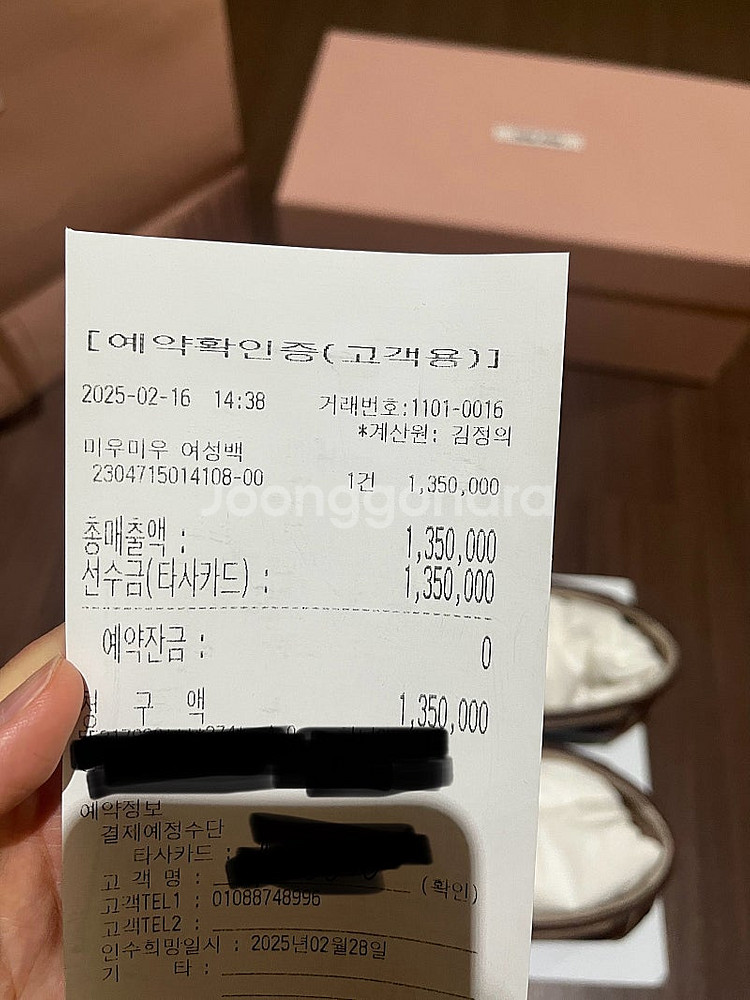 [예약확인증(고객용)]
2025-02-16 14:38 거래번호:1101-0016
*계산원: 김정의
미우미우 여성백
2304715014108-00 1건 1,350,000
Joonggonara
총매출액 : 1,350,000
선수금(타사카드) : 1,350,000
예약잔금 : 0
청 구 액 1,350,000
예약정보
결제예정수단
타사카드 :
고 객 명 : (확인)
고객TEL1 : 01088748996
고객TEL2 :
인수희망일시 : 2025년02월28일
기 타 :